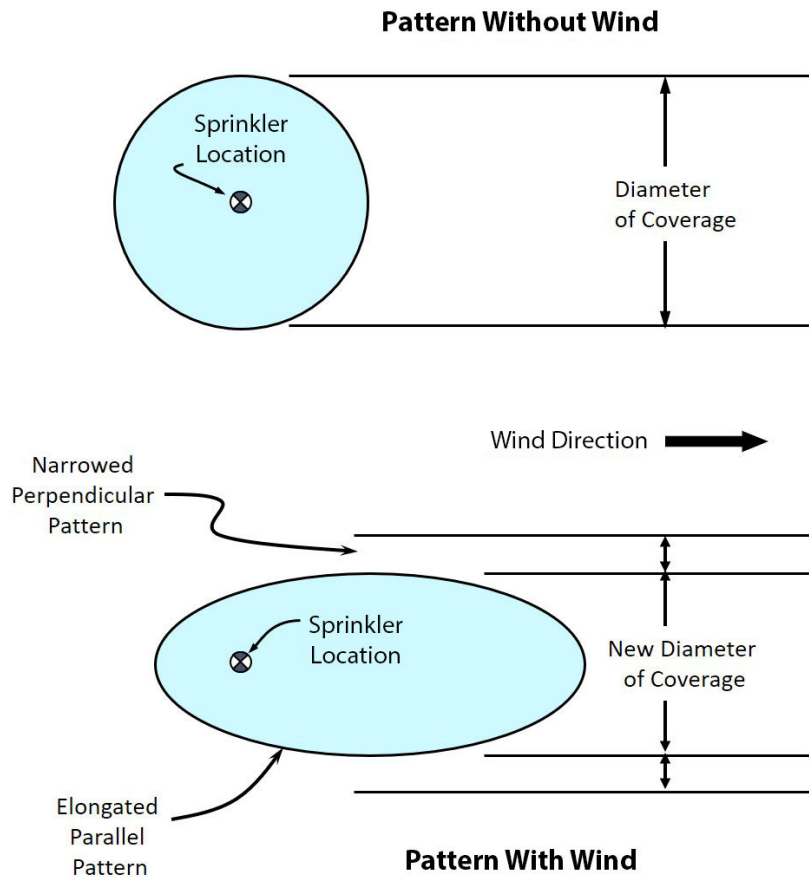 Pattern Without Wind
Sprinkler
Location
Diameter
of Coverage
Wind Direction
Narrowed
Perpendicular
Pattern
Sprinkler
Location
New Diameter
of Coverage
Elongated
Parallel
Pattern
Pattern With Wind